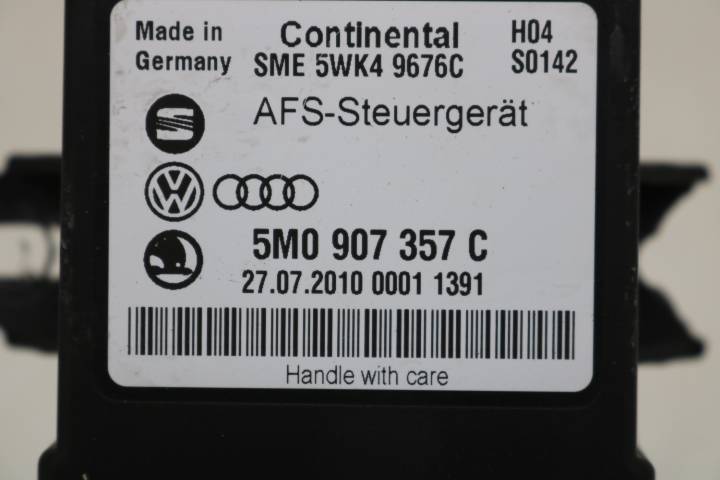 Made in Continental H04
Germany SME 5WK4 9676C S0142
AFS-Steuergerät
5M0 907 357 C
27.07.2010 0001 1391
Handle with care